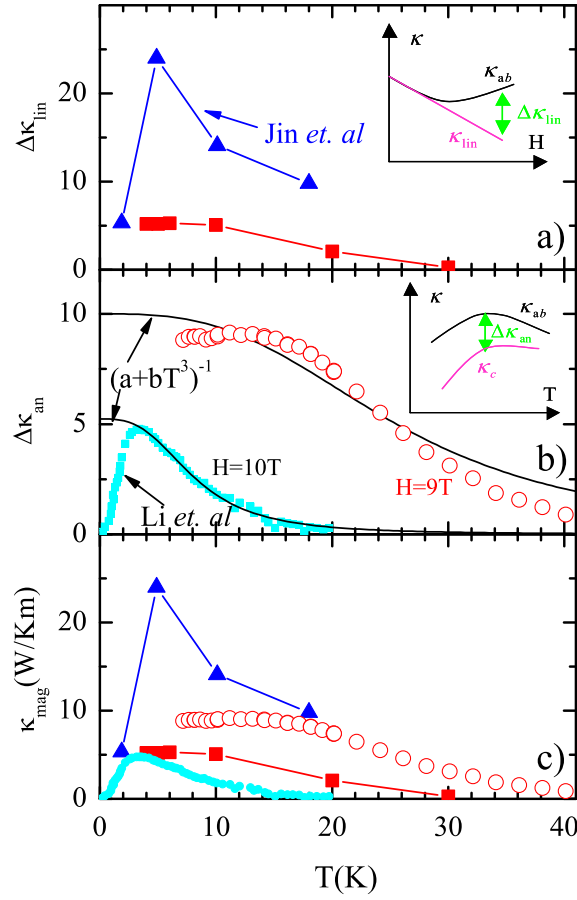 a)
Δκlin
20
10
0
Jin et. al
κ
κab
Δκlin
κlin
H
b)
Δκan
10
5
0
(a+bT³)⁻¹
Li et. al
H=10T
H=9T
κ
κab
Δκan
κc
T
c)
κmag(W/Km)
20
10
0
0 10 20 30 40
T(K)